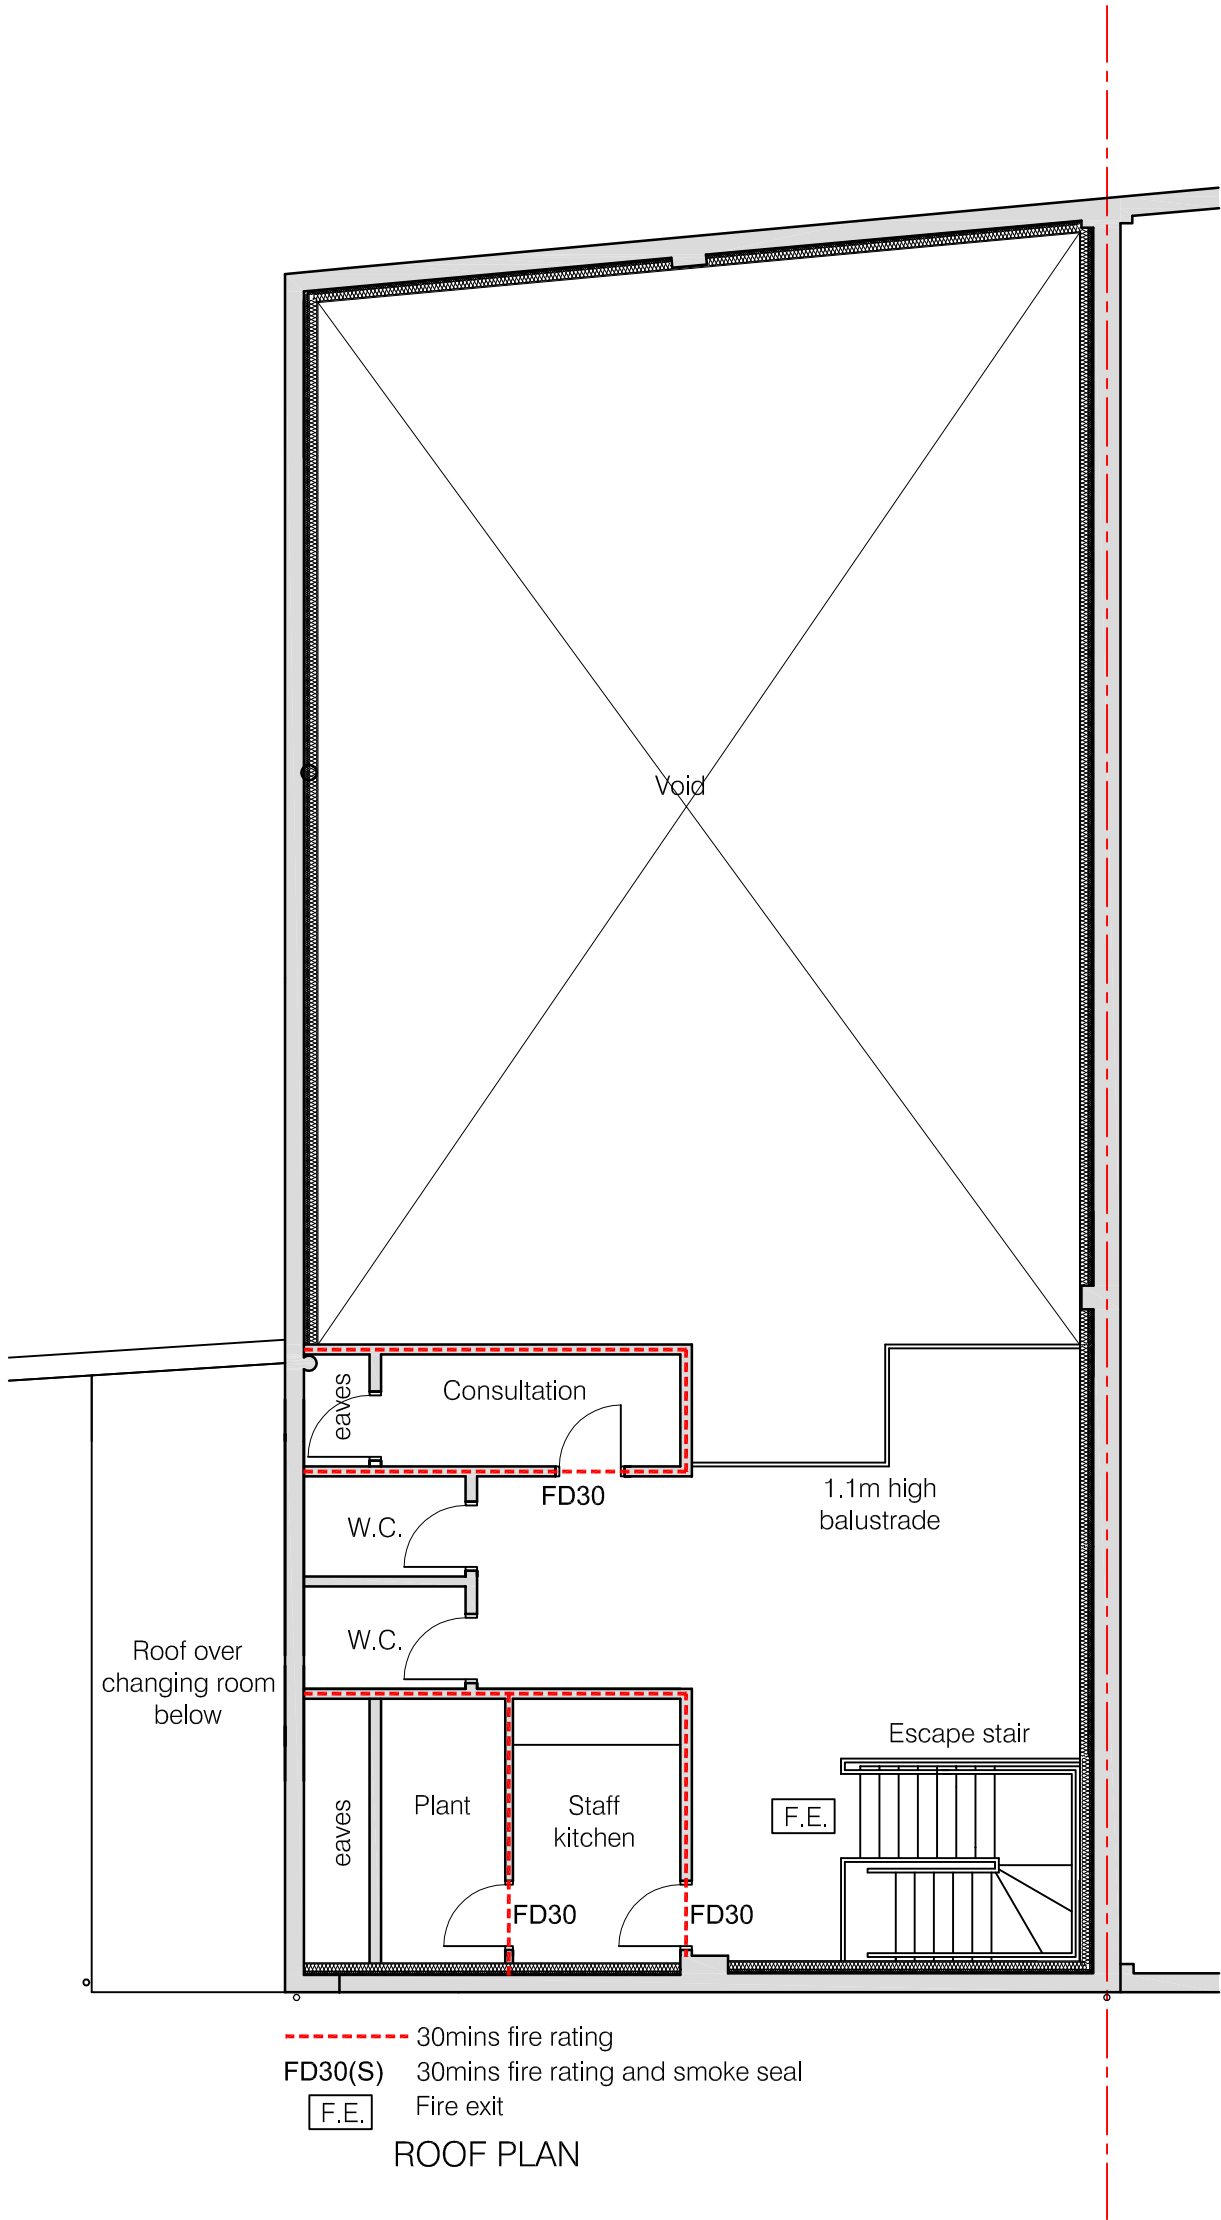 Void
eaves
Consultation
FD30
1.1m high
balustrade
W.C.
W.C.
Roof over
changing room
below
Escape stair
eaves
Plant
Staff
kitchen
F.E.
FD30
FD30
30mins fire rating
FD30(S) 30mins fire rating and smoke seal
F.E. Fire exit
ROOF PLAN